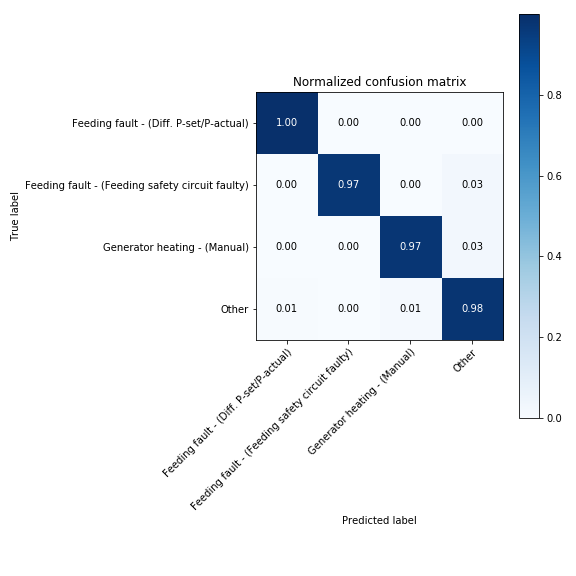 Normalized confusion matrix
True label
Feeding fault - (Diff. P-set/P-actual) 1.00 0.00 0.00 0.00
Feeding fault - (Feeding safety circuit faulty) 0.00 0.97 0.00 0.03
Generator heating - (Manual) 0.00 0.00 0.97 0.03
Other 0.01 0.00 0.01 0.98
Feeding fault - (Diff. P-set/P-actual)
Feeding fault - (Feeding safety circuit faulty)
Generator heating - (Manual)
Other
Predicted label
0.8
0.6
0.4
0.2
0.0